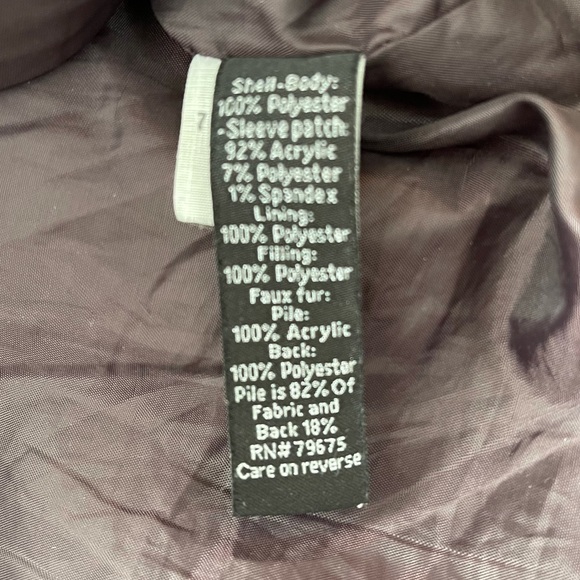 Shell-Body:
100% Polyester
-Sleeve patch:
92% Acrylic
7% Polyester
1% Spandex
Lining:
100% Polyester
Filling:
100% Polyester
Faux fur:
Pile:
100% Acrylic
Back:
100% Polyester
Pile is 82% Of
Fabric and
Back 18%
RN# 79675
Care on reverse
7